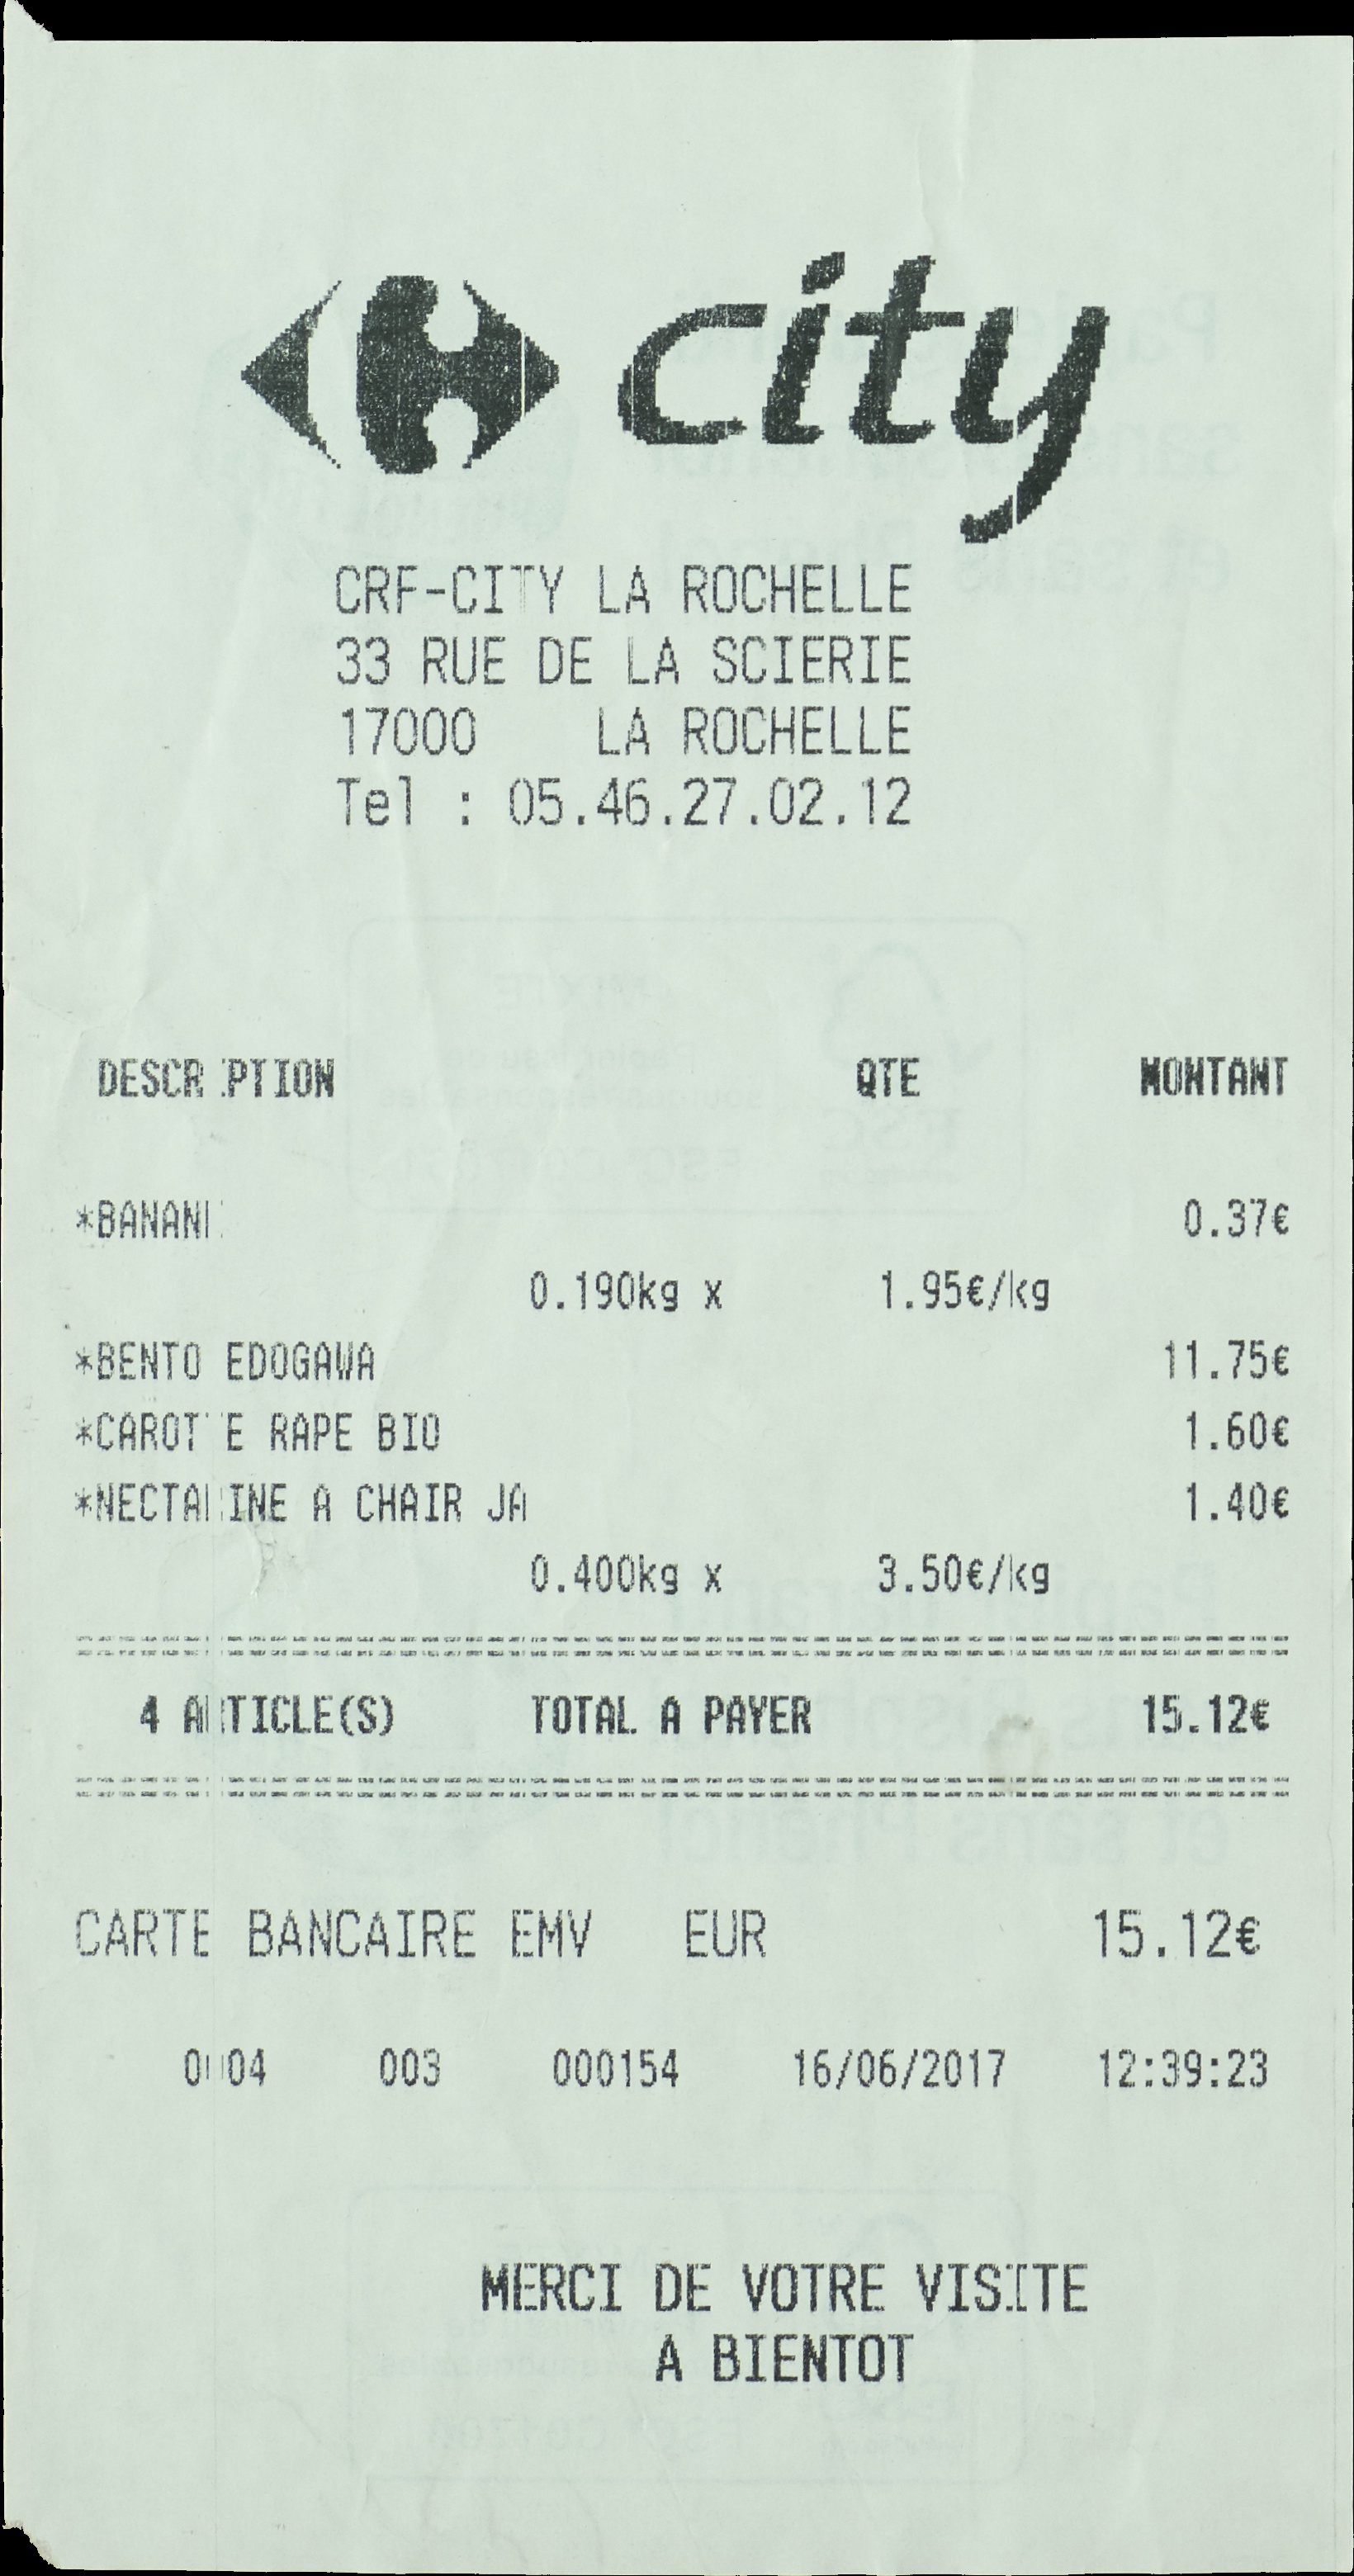 city
CRF-CITY LA ROCHELLE
33 RUE DE LA SCIERIE
17000 LA ROCHELLE
Tel : 05.46.27.02.12
DESCRIPTION QTE MONTANT
*BANANE 0.37€
0.190kg x 1.95€/kg
*BENTO EDOGAWA 11.75€
*CAROTTE RAPE BIO 1.60€
*NECTARINE A CHAIR JA 1.40€
0.400kg x 3.50€/kg
4 ARTICLE(S) TOTAL A PAYER 15.12€
CARTE BANCAIRE EMV EUR 15.12€
0004 003 000154 16/06/2017 12:39:23
MERCI DE VOTRE VISITE
A BIENTOT